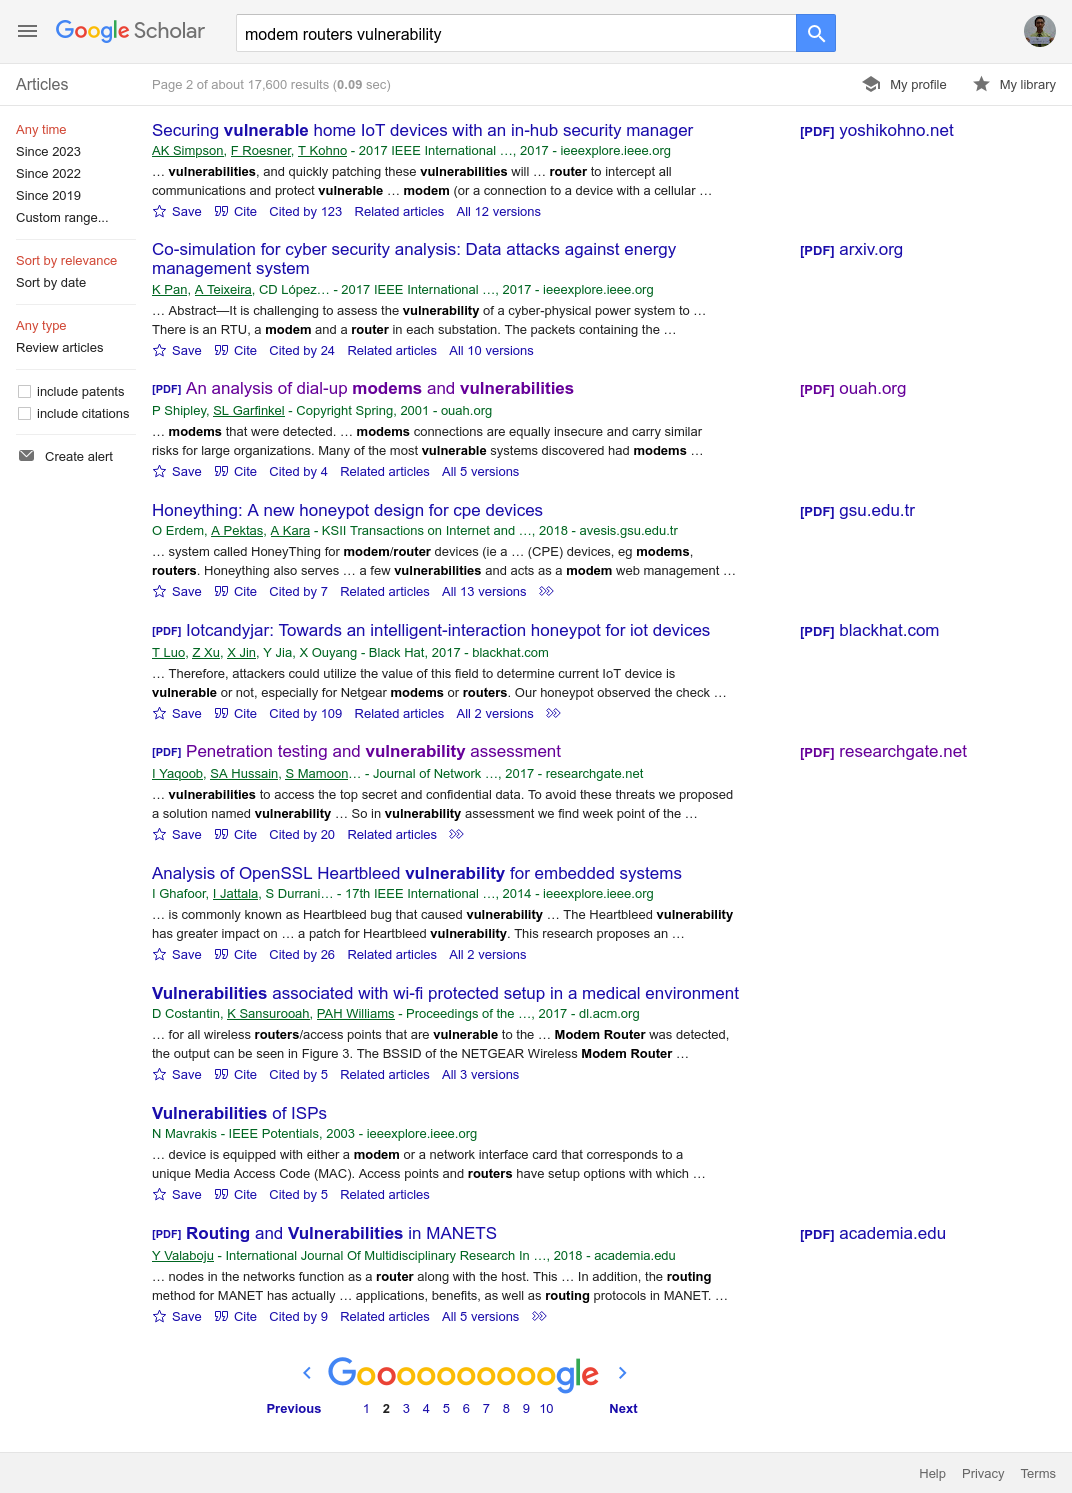 Google Scholar
modem routers vulnerability
Articles
Page 2 of about 17,600 results (0.09 sec)
My profile
My library
Any time
Since 2023
Since 2022
Since 2019
Custom range...
Sort by relevance
Sort by date
Any type
Review articles
include patents
include citations
Create alert
Securing vulnerable home IoT devices with an in-hub security manager
[PDF] yoshikohno.net
AK Simpson, F Roesner, T Kohno - 2017 IEEE International …, 2017 - ieeexplore.ieee.org
… vulnerabilities, and quickly patching these vulnerabilities will … router to intercept all
communications and protect vulnerable … modem (or a connection to a device with a cellular …
Save Cite Cited by 123 Related articles All 12 versions
Co-simulation for cyber security analysis: Data attacks against energy
management system
[PDF] arxiv.org
K Pan, A Teixeira, CD López… - 2017 IEEE International …, 2017 - ieeexplore.ieee.org
… Abstract—It is challenging to assess the vulnerability of a cyber-physical power system to …
There is an RTU, a modem and a router in each substation. The packets containing the …
Save Cite Cited by 24 Related articles All 10 versions
[PDF] An analysis of dial-up modems and vulnerabilities
[PDF] ouah.org
P Shipley, SL Garfinkel - Copyright Spring, 2001 - ouah.org
… modems that were detected. … modems connections are equally insecure and carry similar
risks for large organizations. Many of the most vulnerable systems discovered had modems …
Save Cite Cited by 4 Related articles All 5 versions
Honeything: A new honeypot design for cpe devices
[PDF] gsu.edu.tr
O Erdem, A Pektas, A Kara - KSII Transactions on Internet and …, 2018 - avesis.gsu.edu.tr
… system called HoneyThing for modem/router devices (ie a … (CPE) devices, eg modems,
routers. Honeything also serves … a few vulnerabilities and acts as a modem web management …
Save Cite Cited by 7 Related articles All 13 versions
[PDF] Iotcandyjar: Towards an intelligent-interaction honeypot for iot devices
[PDF] blackhat.com
T Luo, Z Xu, X Jin, Y Jia, X Ouyang - Black Hat, 2017 - blackhat.com
… Therefore, attackers could utilize the value of this field to determine current IoT device is
vulnerable or not, especially for Netgear modems or routers. Our honeypot observed the check …
Save Cite Cited by 109 Related articles All 2 versions
[PDF] Penetration testing and vulnerability assessment
[PDF] researchgate.net
I Yaqoob, SA Hussain, S Mamoon… - Journal of Network …, 2017 - researchgate.net
… vulnerabilities to access the top secret and confidential data. To avoid these threats we proposed
a solution named vulnerability … So in vulnerability assessment we find week point of the …
Save Cite Cited by 20 Related articles
Analysis of OpenSSL Heartbleed vulnerability for embedded systems
I Ghafoor, I Jattala, S Durrani… - 17th IEEE International …, 2014 - ieeexplore.ieee.org
… is commonly known as Heartbleed bug that caused vulnerability … The Heartbleed vulnerability
has greater impact on … a patch for Heartbleed vulnerability. This research proposes an …
Save Cite Cited by 26 Related articles All 2 versions
Vulnerabilities associated with wi-fi protected setup in a medical environment
D Costantin, K Sansurooah, PAH Williams - Proceedings of the …, 2017 - dl.acm.org
… for all wireless routers/access points that are vulnerable to the … Modem Router was detected,
the output can be seen in Figure 3. The BSSID of the NETGEAR Wireless Modem Router …
Save Cite Cited by 5 Related articles All 3 versions
Vulnerabilities of ISPs
N Mavrakis - IEEE Potentials, 2003 - ieeexplore.ieee.org
… device is equipped with either a modem or a network interface card that corresponds to a
unique Media Access Code (MAC). Access points and routers have setup options with which …
Save Cite Cited by 5 Related articles
[PDF] Routing and Vulnerabilities in MANETS
[PDF] academia.edu
Y Valaboju - International Journal Of Multidisciplinary Research In …, 2018 - academia.edu
… nodes in the networks function as a router along with the host. This … In addition, the routing
method for MANET has actually … applications, benefits, as well as routing protocols in MANET. …
Save Cite Cited by 9 Related articles All 5 versions
Gooooooooooogle
Previous 1 2 3 4 5 6 7 8 9 10 Next
Help Privacy Terms